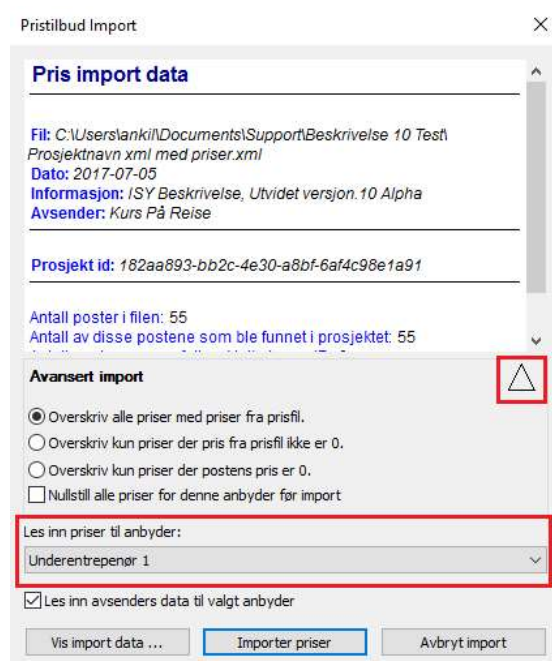 Pristilbud Import
Pris import data
Fil: C:\Users\ankil\Documents\Support\Beskrivelse 10 Test\
Prosjektnavn xml med priser.xml
Dato: 2017-07-05
Informasjon: ISY Beskrivelse, Utvidet versjon.10 Alpha
Avsender: Kurs På Reise
Prosjekt id: 182aa893-bb2c-4e30-a8bf-6af4c98e1a91
Antall poster i filen: 55
Antall av disse postene som ble funnet i prosjektet: 55
Avansert import
Overskriv alle priser med priser fra prisfil.
Overskriv kun priser der pris fra prisfil ikke er 0.
Overskriv kun priser der postens pris er 0.
Nullstill alle priser for denne anbyder før import
Les inn priser til anbyder:
Underentrepenør 1
Les inn avsenders data til valgt anbyder
Vis import data ... Importer priser Avbryt import